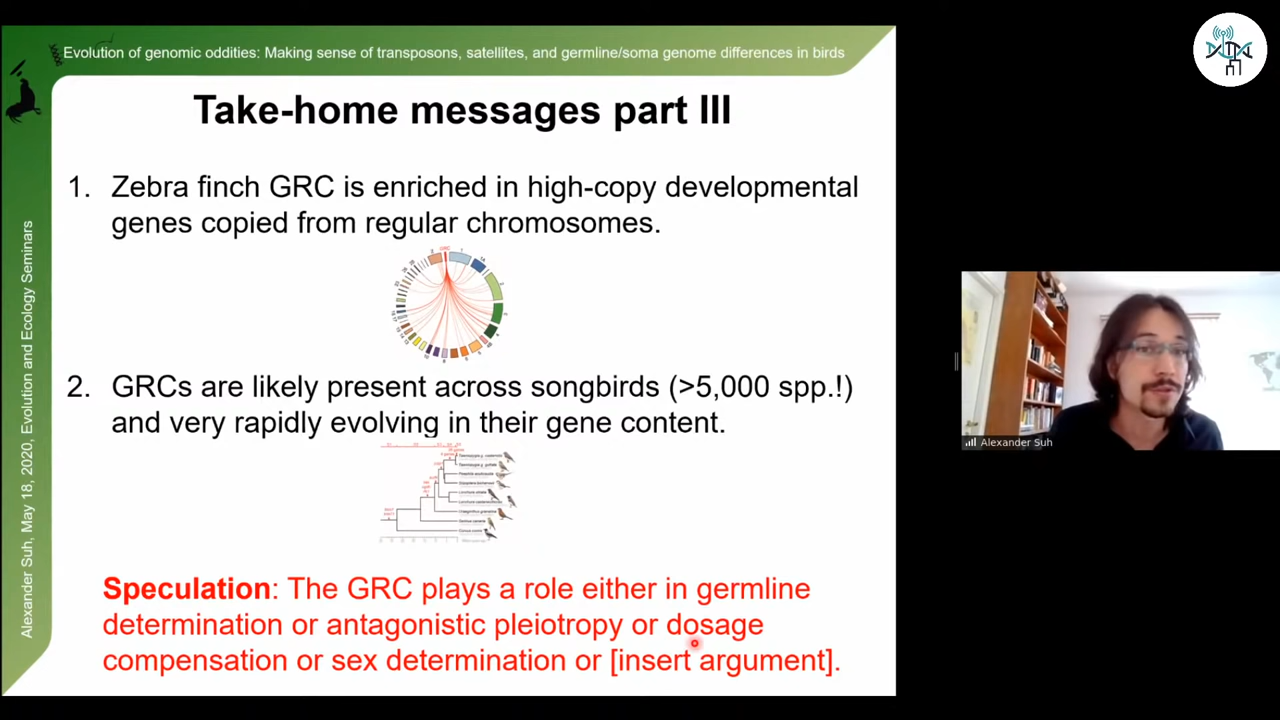 Evolution of genomic oddities: Making sense of transposons, satellites, and germline/soma genome differences in birds
Take-home messages part III
1. Zebra finch GRC is enriched in high-copy developmental
genes copied from regular chromosomes.
GRC
2. GRCs are likely present across songbirds (>5,000 spp.!)
and very rapidly evolving in their gene content.
Speculation: The GRC plays a role either in germline
determination or antagonistic pleiotropy or dosage
compensation or sex determination or [insert argument].
Alexander Suh, May 18, 2020, Evolution and Ecology Seminars
Alexander Suh